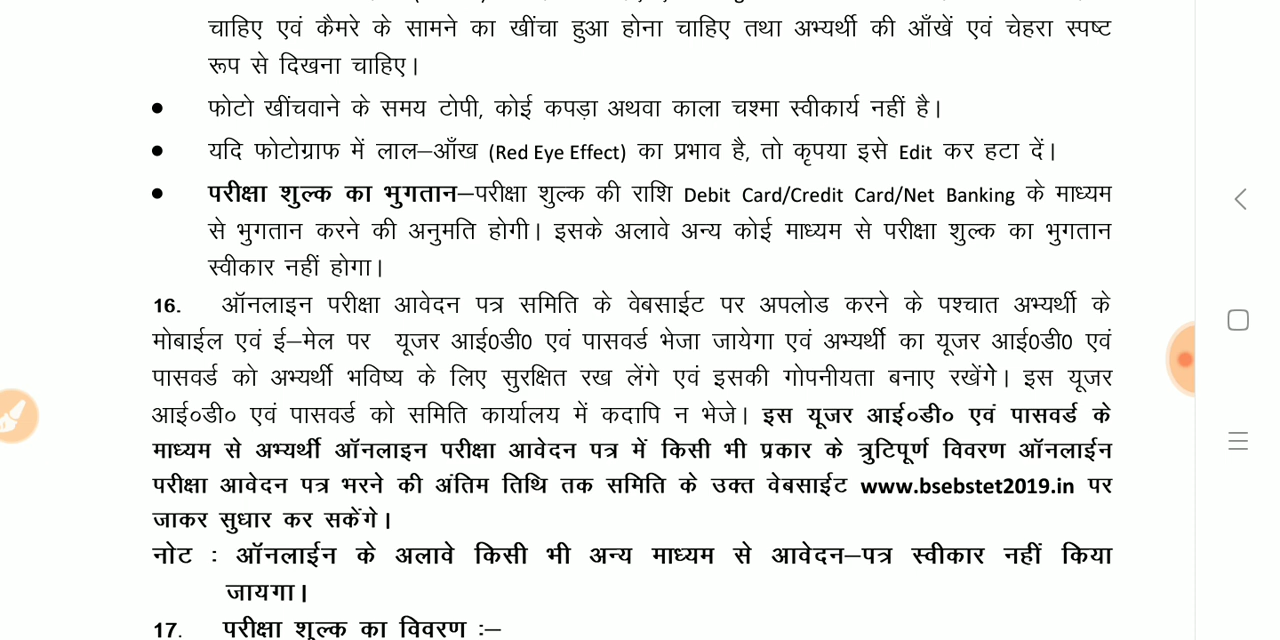 चाहिए एवं कैमरे के सामने का खींचा हुआ होना चाहिए तथा अभ्यर्थी की आँखें एवं चेहरा स्पष्ट
रूप से दिखना चाहिए।
• फोटो खींचवाने के समय टोपी, कोई कपड़ा अथवा काला चश्मा स्वीकार्य नहीं है।
• यदि फोटोग्राफ में लाल–आँख (Red Eye Effect) का प्रभाव है, तो कृपया इसे Edit कर हटा दें।
• परीक्षा शुल्क का भुगतान–परीक्षा शुल्क की राशि Debit Card/Credit Card/Net Banking के माध्यम
से भुगतान करने की अनुमति होगी। इसके अलावे अन्य कोई माध्यम से परीक्षा शुल्क का भुगतान
स्वीकार नहीं होगा।
16. ऑनलाइन परीक्षा आवेदन पत्र समिति के वेबसाईट पर अपलोड करने के पश्चात अभ्यर्थी के
मोबाईल एवं ई–मेल पर यूजर आई0डी0 एवं पासवर्ड भेजा जायेगा एवं अभ्यर्थी का यूजर आई0डी0 एवं
पासवर्ड को अभ्यर्थी भविष्य के लिए सुरक्षित रख लेंगे एवं इसकी गोपनीयता बनाए रखेंगे। इस यूजर
आई०डी० एवं पासवर्ड को समिति कार्यालय में कदापि न भेजे। इस यूजर आई०डी० एवं पासवर्ड के
माध्यम से अभ्यर्थी ऑनलाइन परीक्षा आवेदन पत्र में किसी भी प्रकार के त्रुटिपूर्ण विवरण ऑनलाईन
परीक्षा आवेदन पत्र भरने की अंतिम तिथि तक समिति के उक्त वेबसाईट www.bsebstet2019.in पर
जाकर सुधार कर सकेंगे।
नोट : ऑनलाईन के अलावे किसी भी अन्य माध्यम से आवेदन–पत्र स्वीकार नहीं किया
जायगा।
17. परीक्षा शुल्क का विवरण :–